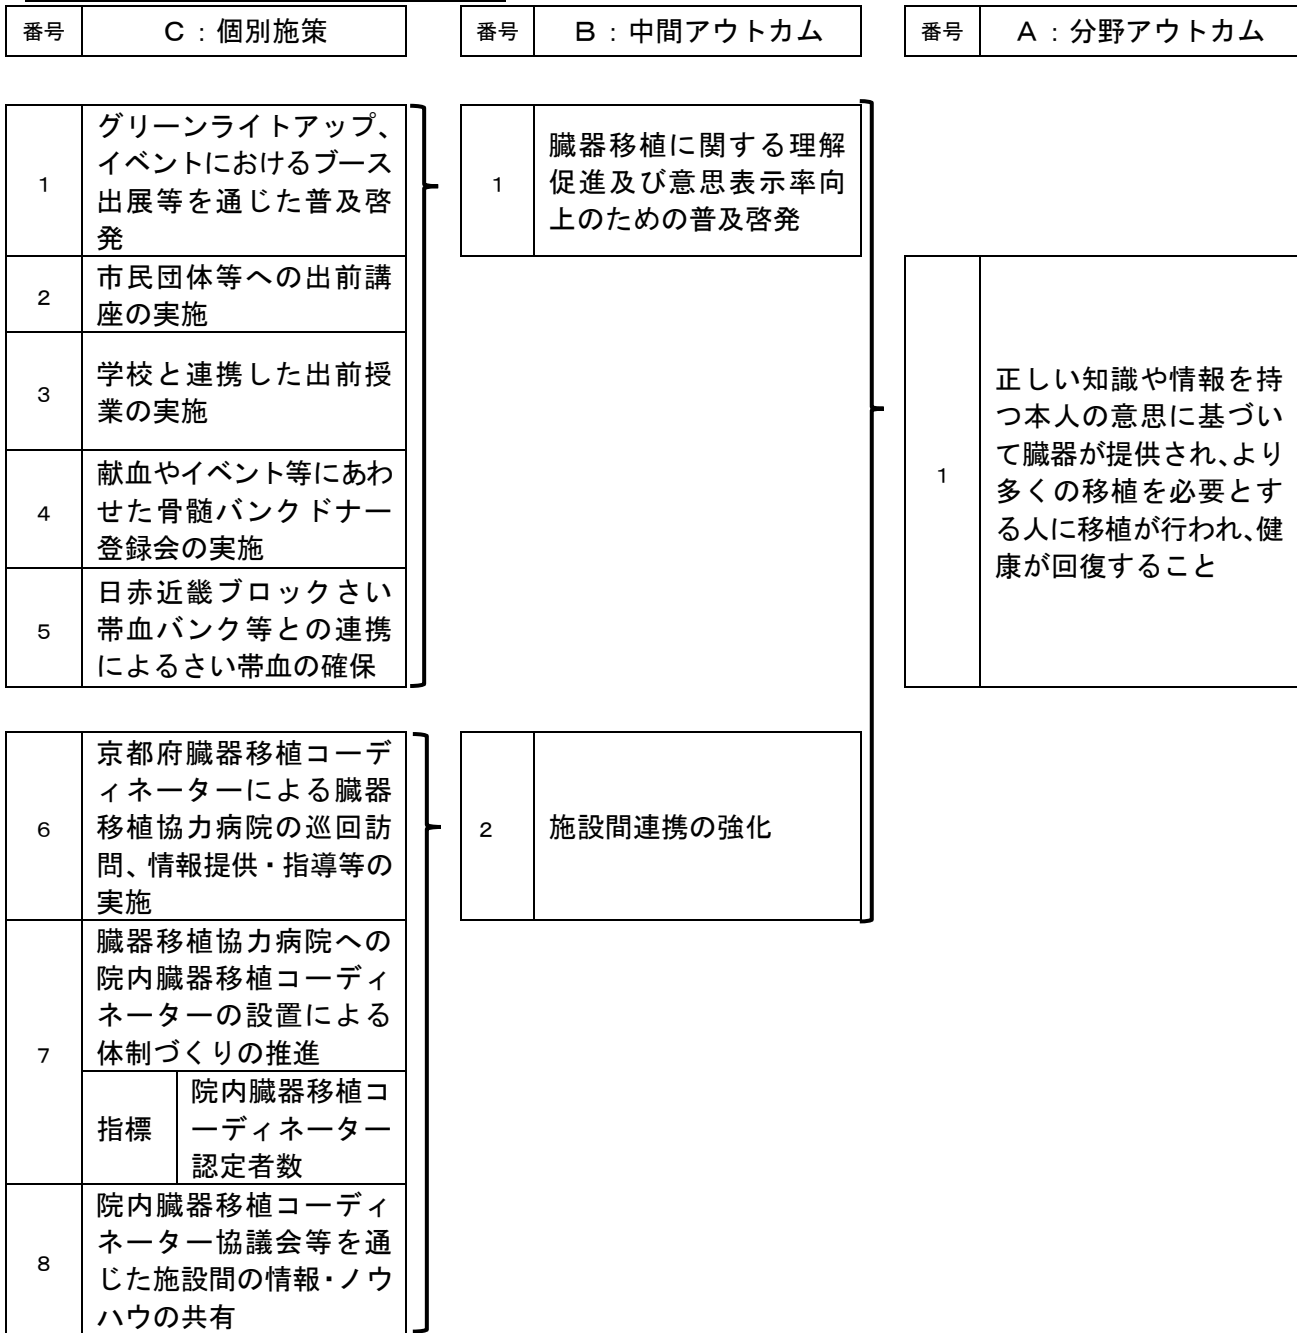 番号 C：個別施策 番号 B：中間アウトカム 番号 A：分野アウトカム
1
グリーンライトアップ、
イベントにおけるブース
出展等を通じた普及啓
発
2
市民団体等への出前講
座の実施
3
学校と連携した出前授
業の実施
4
献血やイベント等にあわ
せた骨髄バンクドナー
登録会の実施
5
日赤近畿ブロックさい
帯血バンク等との連携
によるさい帯血の確保
1
臓器移植に関する理解
促進及び意思表示率向
上のための普及啓発
1
正しい知識や情報を持
つ本人の意思に基づい
て臓器が提供され、より
多くの移植を必要とす
る人に移植が行われ、健
康が回復すること
6
京都府臓器移植コーデ
ィネーターによる臓器
移植協力病院の巡回訪
問、情報提供・指導等の
実施
7
臓器移植協力病院への
院内臓器移植コーディ
ネーターの設置による
体制づくりの推進
指標
院内臓器移植コ
ーディネーター
認定者数
8
院内臓器移植コーディ
ネーター協議会等を通
じた施設間の情報・ノウ
ハウの共有
2
施設間連携の強化